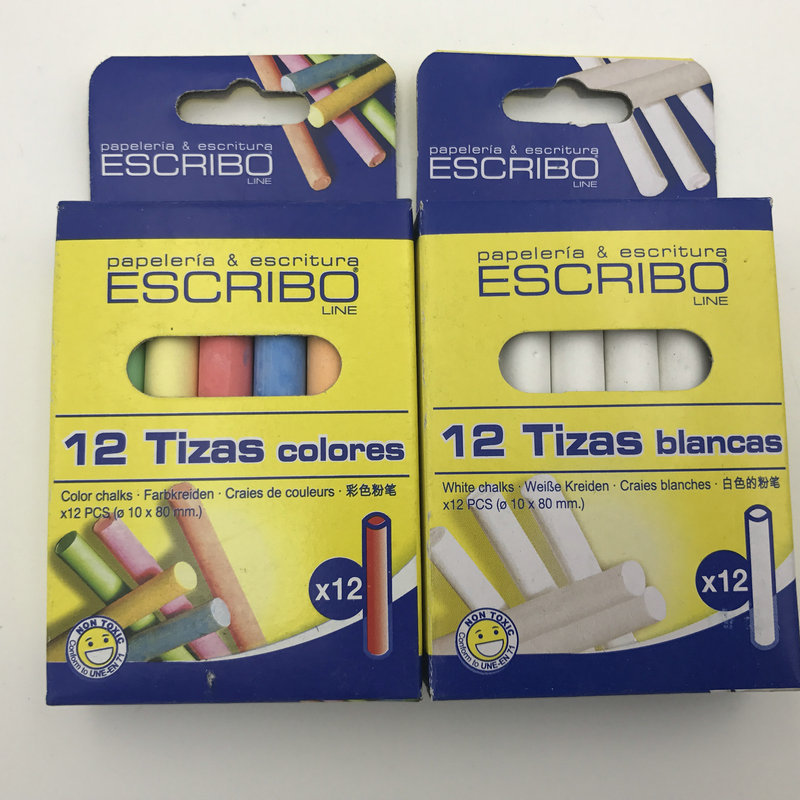 papelería & escritura
ESCRIBO
LINE
papelería & escritura
ESCRIBO®
LINE
12 Tizas colores
Color chalks · Farbkreiden · Craies de couleurs · 彩色粉笔
x12 PCS (ø 10 x 80 mm.)
x12
NON TOXIC
Conform to UNE-EN 71
papelería & escritura
ESCRIBO
LINE
papelería & escritura
ESCRIBO®
LINE
12 Tizas blancas
White chalks · Weiße Kreiden · Craies blanches · 白色的粉笔
x12 PCS (ø 10 x 80 mm.)
x12
NON TOXIC
Conform to UNE-EN 71